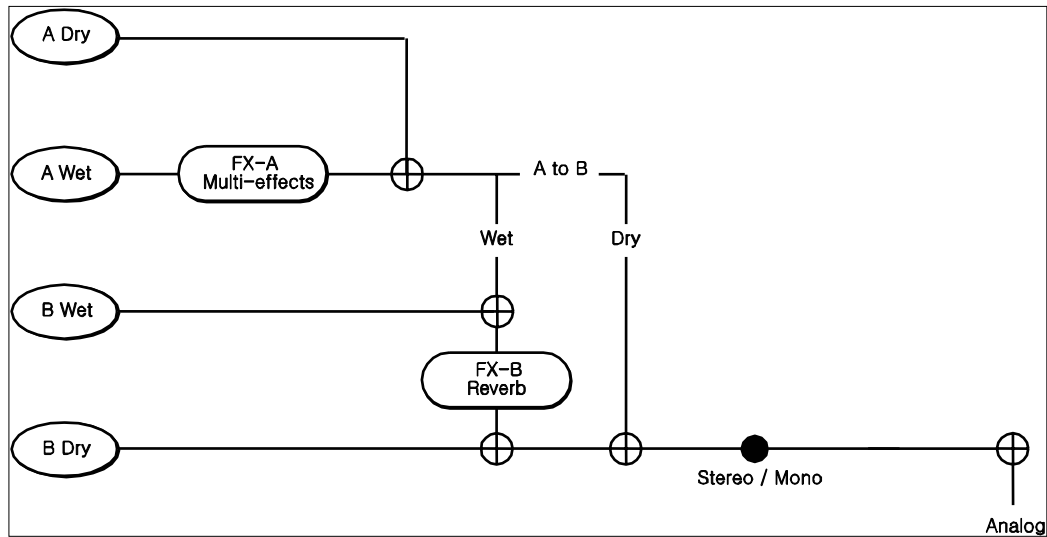 A Dry
A Wet
FX-A
Multi-effects
A to B
Wet
Dry
B Wet
FX-B
Reverb
B Dry
Stereo / Mono
Analog